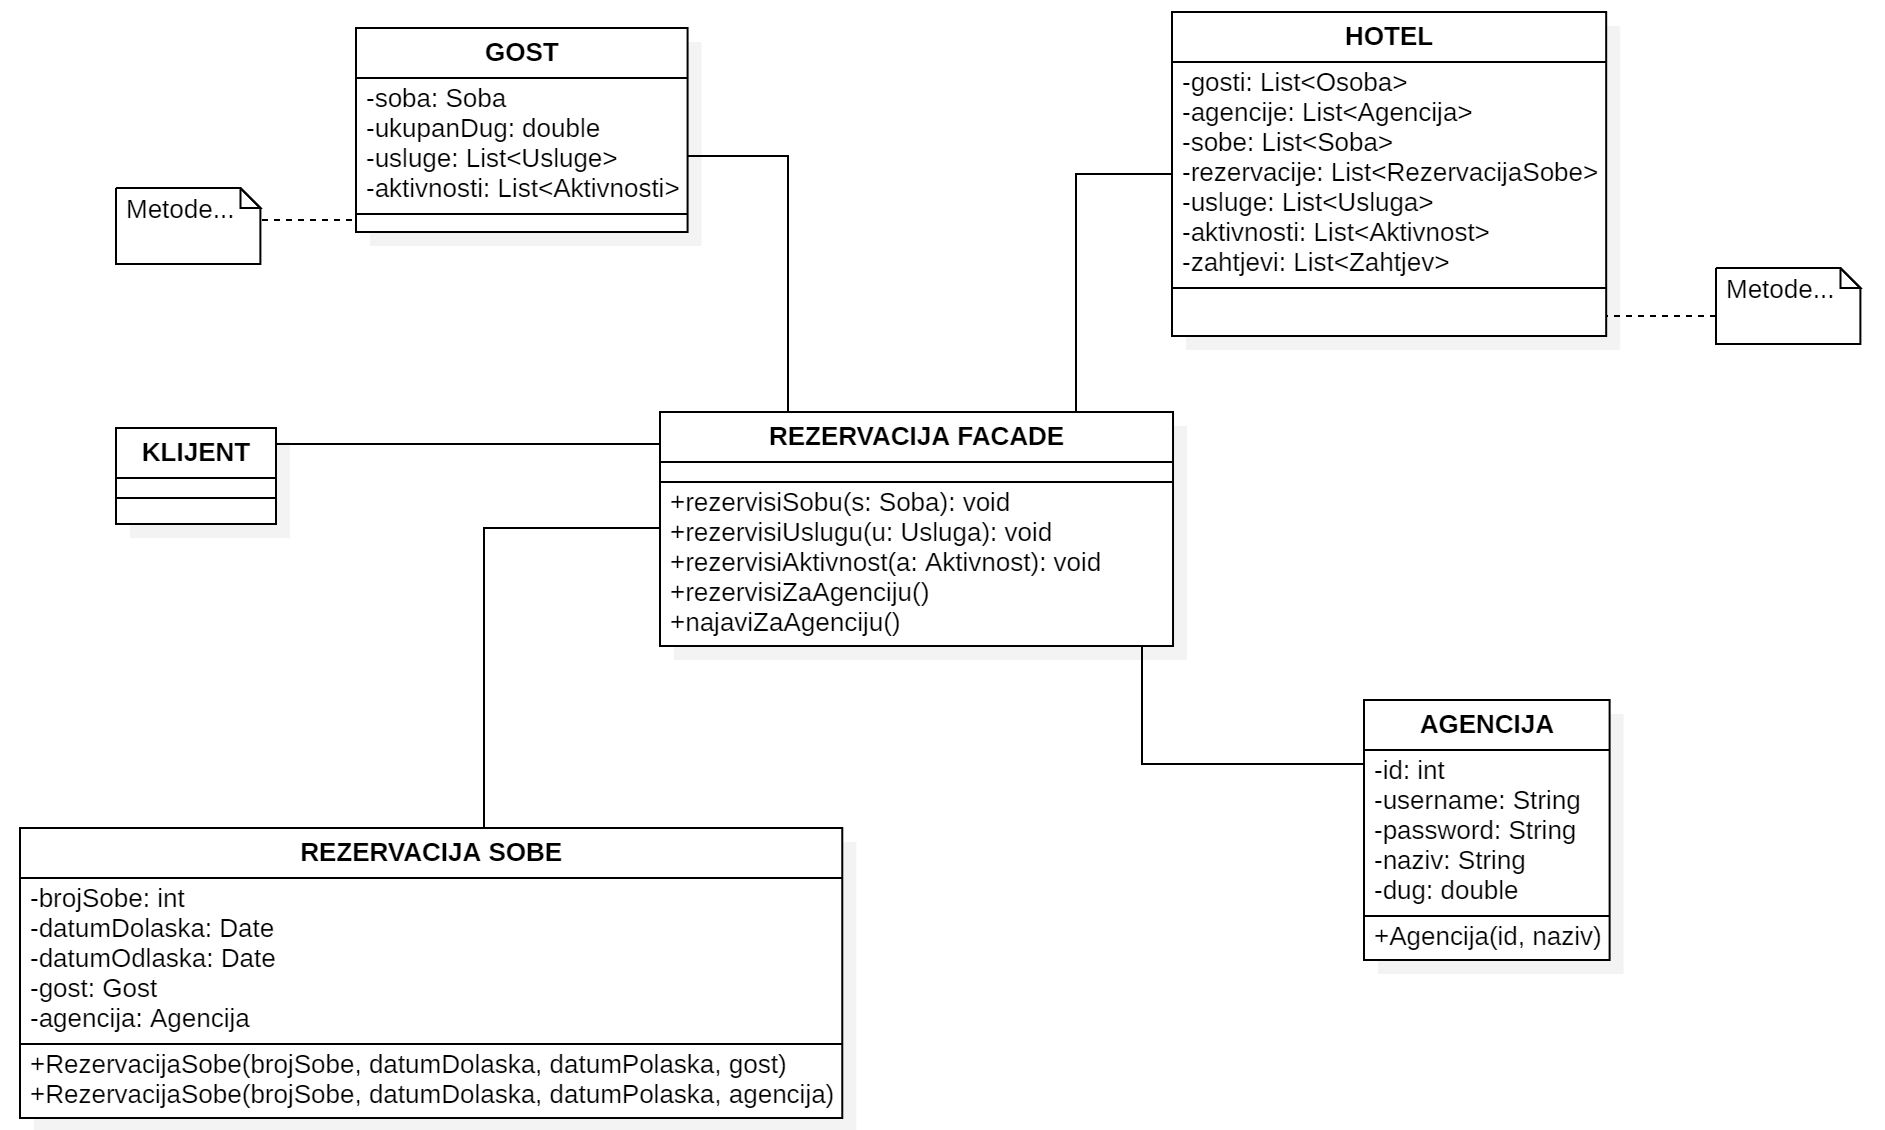 GOST
-soba: Soba
-ukupanDug: double
-usluge: List<Usluge>
-aktivnosti: List<Aktivnosti>
Metode...
HOTEL
-gosti: List<Osoba>
-agencije: List<Agencija>
-sobe: List<Soba>
-rezervacije: List<RezervacijaSobe>
-usluge: List<Usluga>
-aktivnosti: List<Aktivnost>
-zahtjevi: List<Zahtjev>
Metode...
KLIJENT
REZERVACIJA FACADE
+rezervisiSobu(s: Soba): void
+rezervisiUslugu(u: Usluga): void
+rezervisiAktivnost(a: Aktivnost): void
+rezervisiZaAgenciju()
+najaviZaAgenciju()
AGENCIJA
-id: int
-username: String
-password: String
-naziv: String
-dug: double
+Agencija(id, naziv)
REZERVACIJA SOBE
-brojSobe: int
-datumDolaska: Date
-datumOdlaska: Date
-gost: Gost
-agencija: Agencija
+RezervacijaSobe(brojSobe, datumDolaska, datumPolaska, gost)
+RezervacijaSobe(brojSobe, datumDolaska, datumPolaska, agencija)